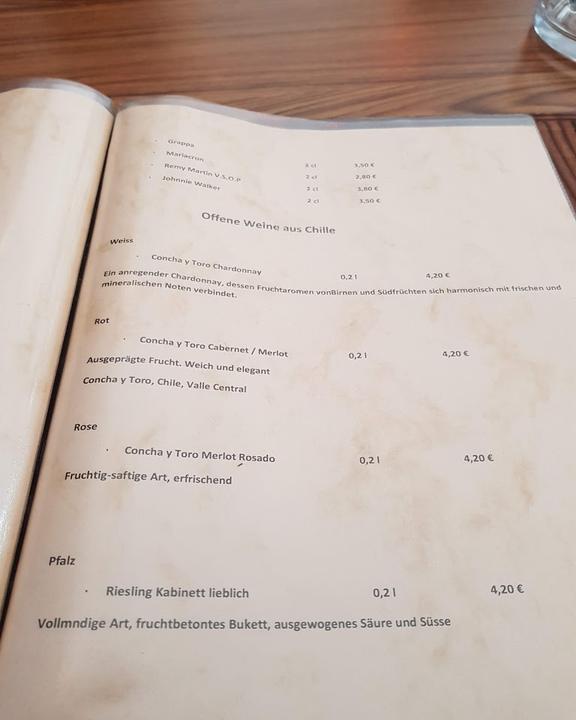 · Grappa 2 cl 3,50 €
· Mariacron 2 cl 2,80 €
· Remy Martin V.S.O.P 2 cl 3,80 €
· Johnnie Walker 2 cl 3,50 €
Offene Weine aus Chille
Weiss
· Concha y Toro Chardonnay 0,2 l 4,20 €
Ein anregender Chardonnay, dessen Fruchtaromen vonBirnen und Südfrüchten sich harmonisch mit frischen und
mineralischen Noten verbindet.
Rot
· Concha y Toro Cabernet / Merlot 0,2 l 4,20 €
Ausgeprägte Frucht. Weich und elegant
Concha y Toro, Chile, Valle Central
Rose
· Concha y Toro Merlot Rosado 0,2 l 4,20 €
Fruchtig-saftige Art, erfrischend
Pfalz
· Riesling Kabinett lieblich 0,2 l 4,20 €
Vollmndige Art, fruchtbetontes Bukett, ausgewogenes Säure und Süsse